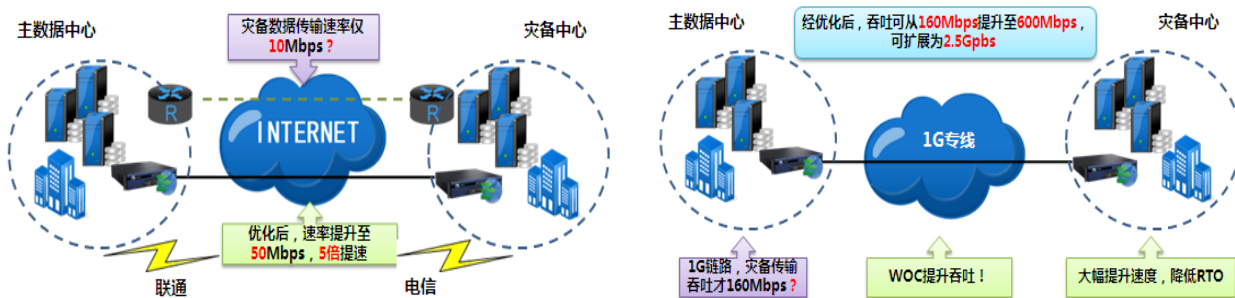 主数据中心
灾备数据传输速率仅
10Mbps？
灾备中心
R
R
INTERNET
优化后，速率提升至
50Mbps，5倍提速
联通
电信
主数据中心
经优化后，吞吐可从160Mbps提升至600Mbps，
可扩展为2.5Gpbs
灾备中心
1G专线
1G链路，灾备传输
吞吐才160Mbps？
WOC提升吞吐！
大幅提升速度，降低RTO